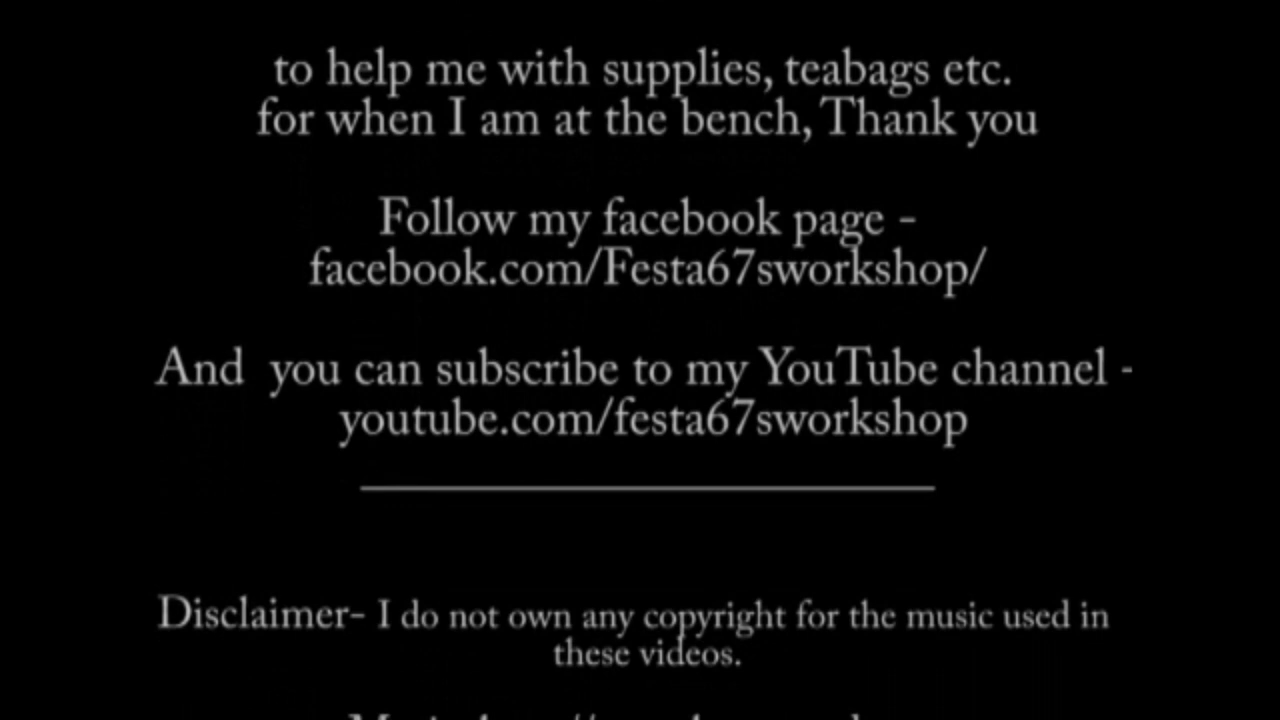 to help me with supplies, teabags etc.
for when I am at the bench, Thank you
Follow my facebook page -
facebook.com/Festa67sworkshop/
And you can subscribe to my YouTube channel -
youtube.com/festa67sworkshop
Disclaimer- I do not own any copyright for the music used in
these videos.